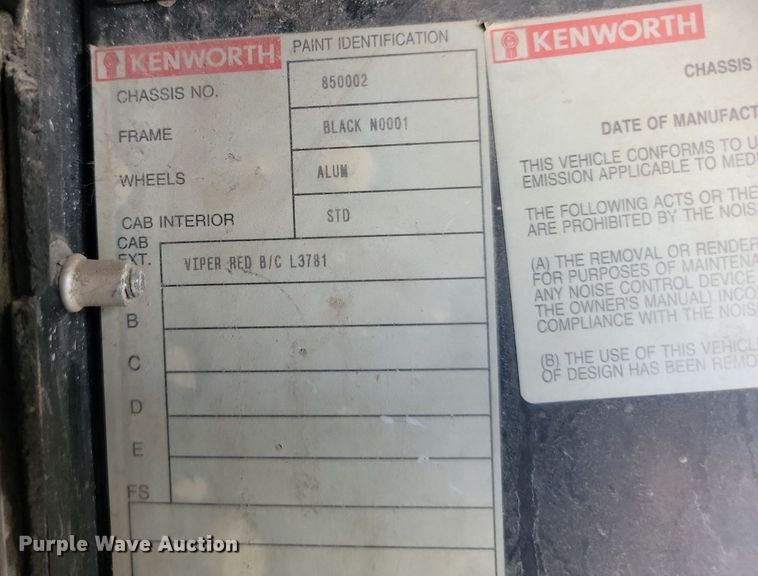 KENWORTH PAINT IDENTIFICATION
CHASSIS NO. 850002
FRAME BLACK N0001
WHEELS ALUM
CAB INTERIOR STD
CAB
EXT. VIPER RED B/C L3781
B
C
D
E
FS
KENWORTH
CHASSIS
DATE OF MANUFACT
THIS VEHICLE CONFORMS TO U
EMISSION APPLICABLE TO MED
THE FOLLOWING ACTS OR THE
ARE PROHIBITED BY THE NOIS
(A) THE REMOVAL OR RENDER
FOR PURPOSES OF MAINTENA
ANY NOISE CONTROL DEVICE
THE OWNER'S MANUAL) INCO
COMPLIANCE WITH THE NOIS
(B) THE USE OF THIS VEHICL
OF DESIGN HAS BEEN REMO
Purple Wave Auction